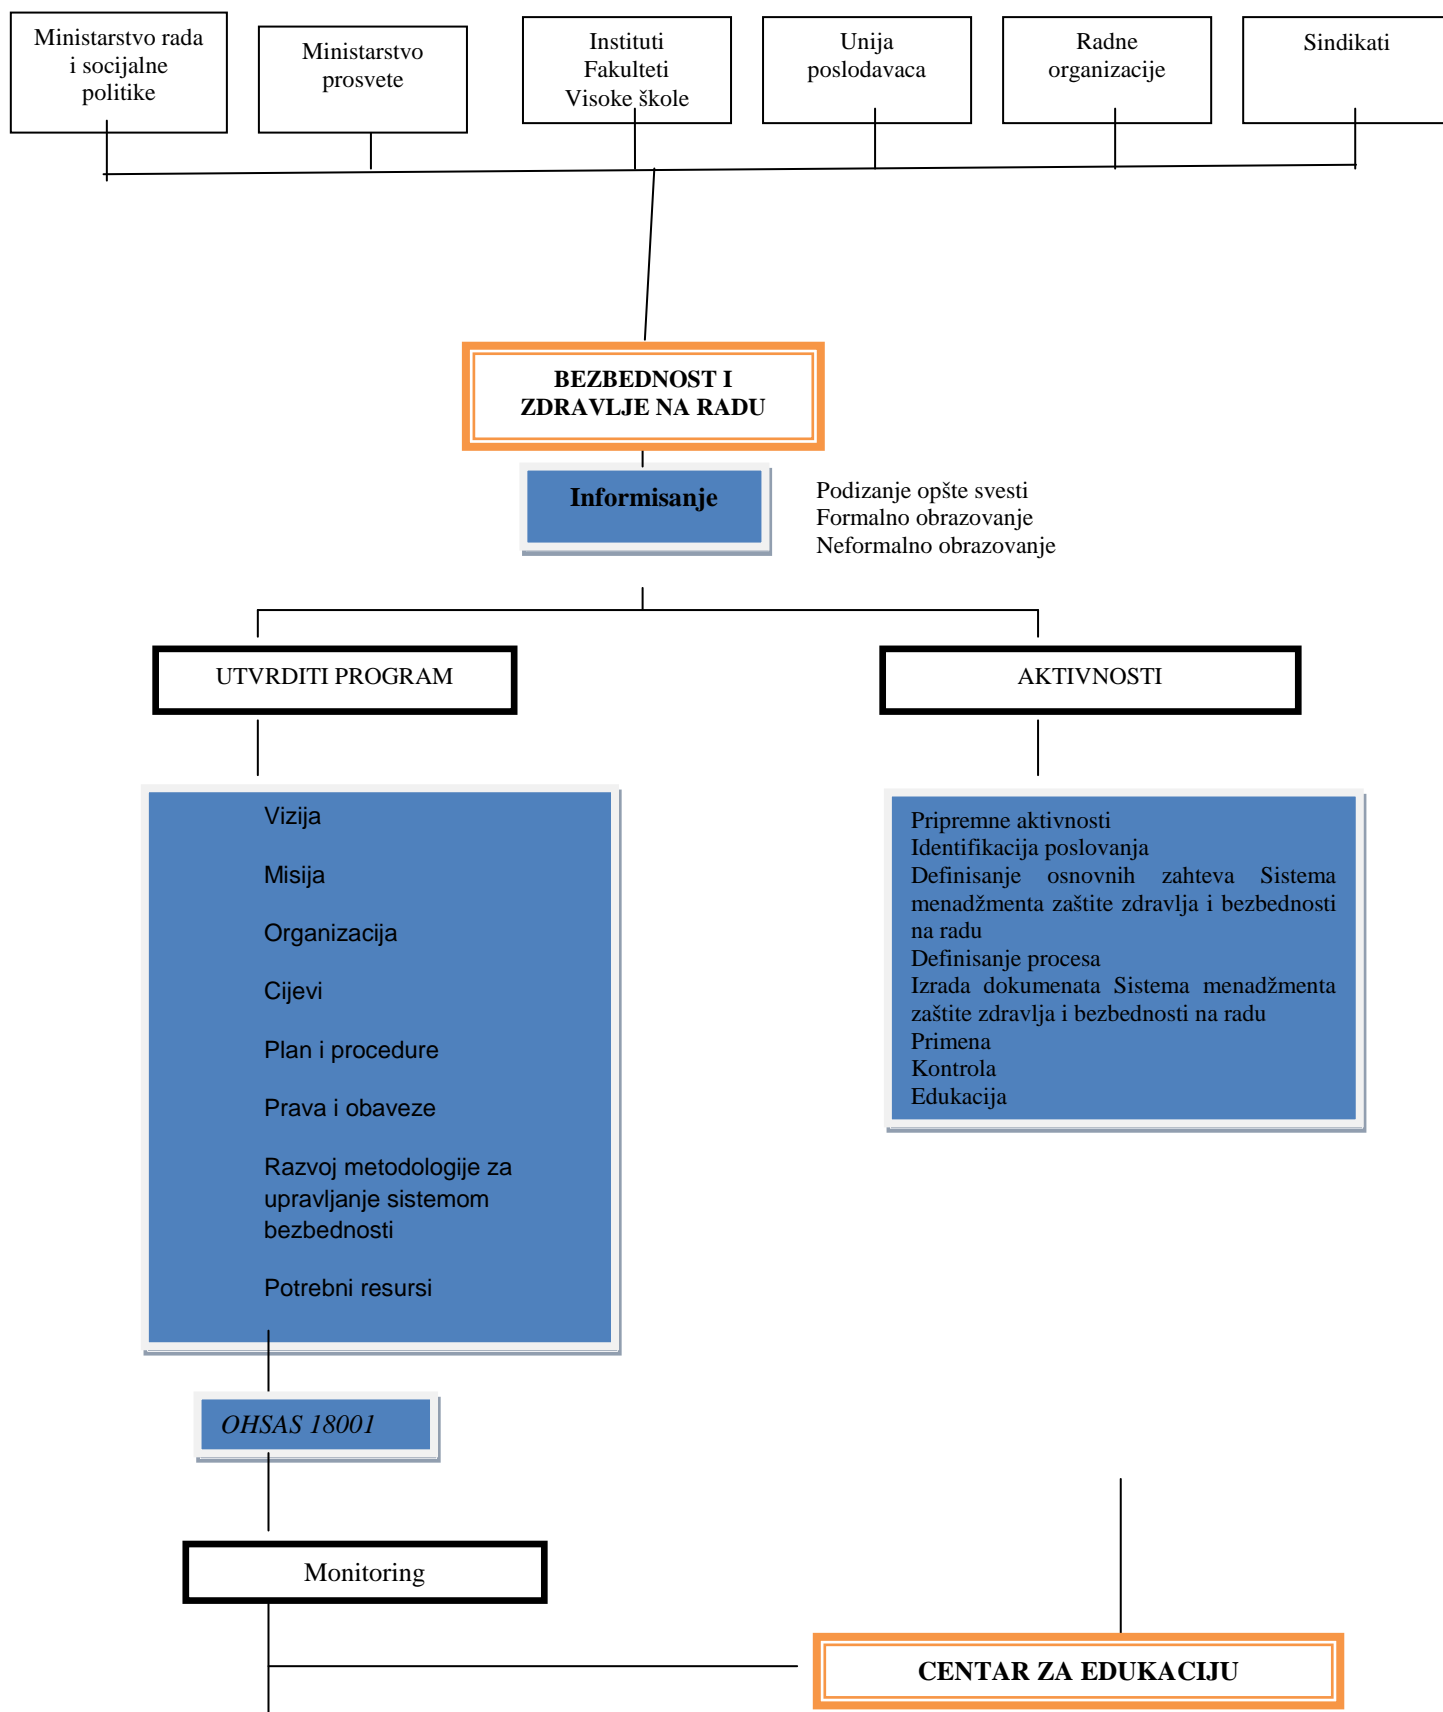 Ministarstvo rada
i socijalne
politike
Ministarstvo
prosvete
Instituti
Fakulteti
Visoke škole
Unija
poslodavaca
Radne
organizacije
Sindikati
BEZBEDNOST I
ZDRAVLJE NA RADU
Informisanje
Podizanje opšte svesti
Formalno obrazovanje
Neformalno obrazovanje
UTVRDITI PROGRAM
AKTIVNOSTI
Vizija
Misija
Organizacija
Cijevi
Plan i procedure
Prava i obaveze
Razvoj metodologije za
upravljanje sistemom
bezbednosti
Potrebni resursi
Pripremne aktivnosti
Identifikacija poslovanja
Definisanje osnovnih zahteva Sistema
menadžmenta zaštite zdravlja i bezbednosti
na radu
Definisanje procesa
Izrada dokumenata Sistema menadžmenta
zaštite zdravlja i bezbednosti na radu
Primena
Kontrola
Edukacija
OHSAS 18001
Monitoring
CENTAR ZA EDUKACIJU